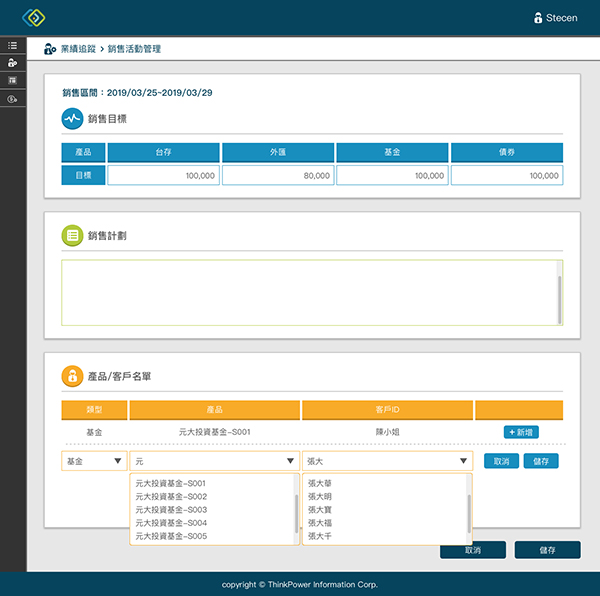 Stecen
業績追蹤 > 銷售活動管理
銷售區間：2019/03/25~2019/03/29
銷售目標
產品 台存 外匯 基金 債券
目標 100,000 80,000 100,000 100,000
銷售計劃
產品/客戶名單
類型 產品 客戶ID
基金 元大投資基金-S001 陳小姐 +新增
基金 元 張大 取消 儲存
元大投資基金-S001 張大華
元大投資基金-S002 張大明
元大投資基金-S003 張大寶
元大投資基金-S004 張大福
元大投資基金-S005 張大千
取消 儲存
copyright © ThinkPower Information Corp.